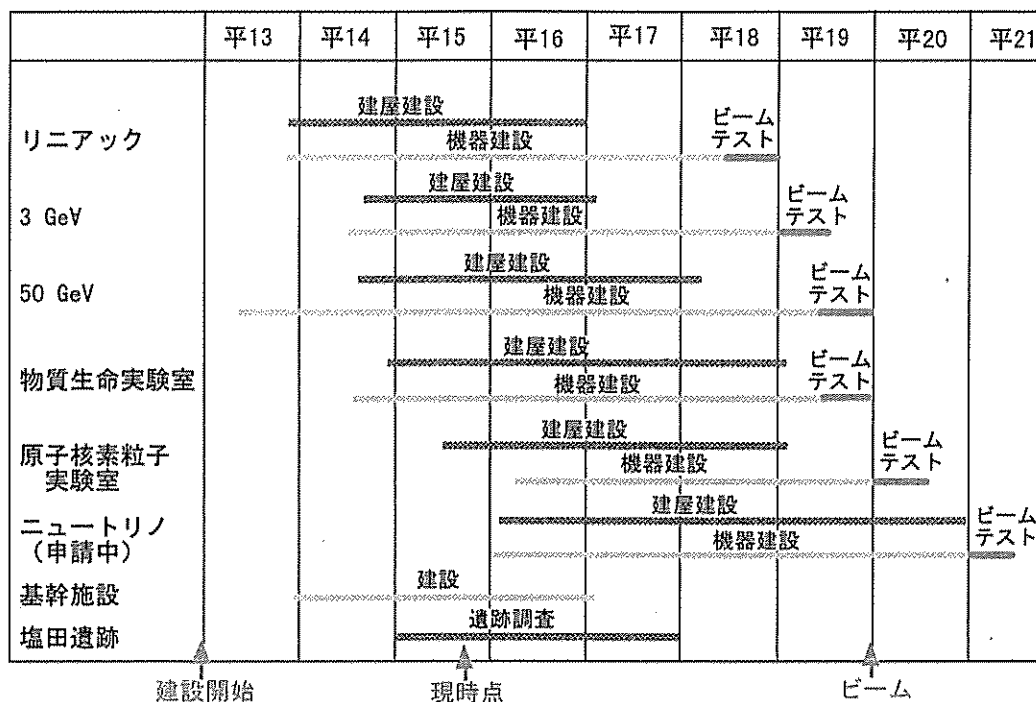 平13 平14 平15 平16 平17 平18 平19 平20 平21
建屋建設
リニアック
機器建設
ビーム
テスト
建屋建設
3 GeV
機器建設
ビーム
テスト
建屋建設
50 GeV
機器建設
ビーム
テスト
建屋建設
物質生命実験室
機器建設
ビーム
テスト
建屋建設
原子核素粒子
実験室
機器建設
ビーム
テスト
建屋建設
ニュートリノ
(申請中)
機器建設
ビーム
テスト
基幹施設
建設
塩田遺跡
遺跡調査
建設開始
現時点
ビーム